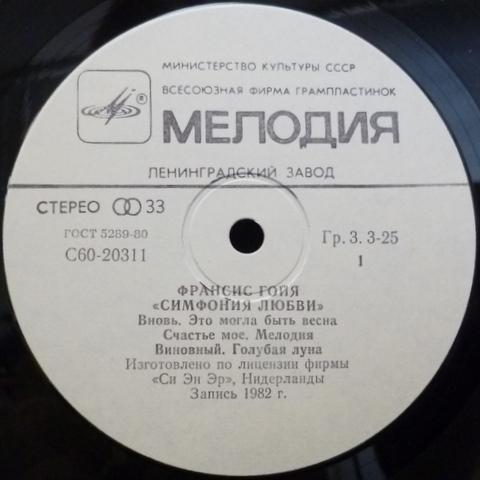 МИНИСТЕРСТВО КУЛЬТУРЫ СССР
ВСЕСОЮЗНАЯ ФИРМА ГРАМПЛАСТИНОК
®
МЕЛОДИЯ
ЛЕНИНГРАДСКИЙ ЗАВОД
СТЕРЕО 33
ГОСТ 5289-80
С60-20311
Гр. 3. 3-25
1
ФРАНСИС ГОЙЯ
«СИМФОНИЯ ЛЮБВИ»
Вновь. Это могла быть весна
Счастье мое. Мелодия
Виновный. Голубая луна
Изготовлено по лицензии фирмы
«Си Эн Эр», Нидерланды
Запись 1982 г.